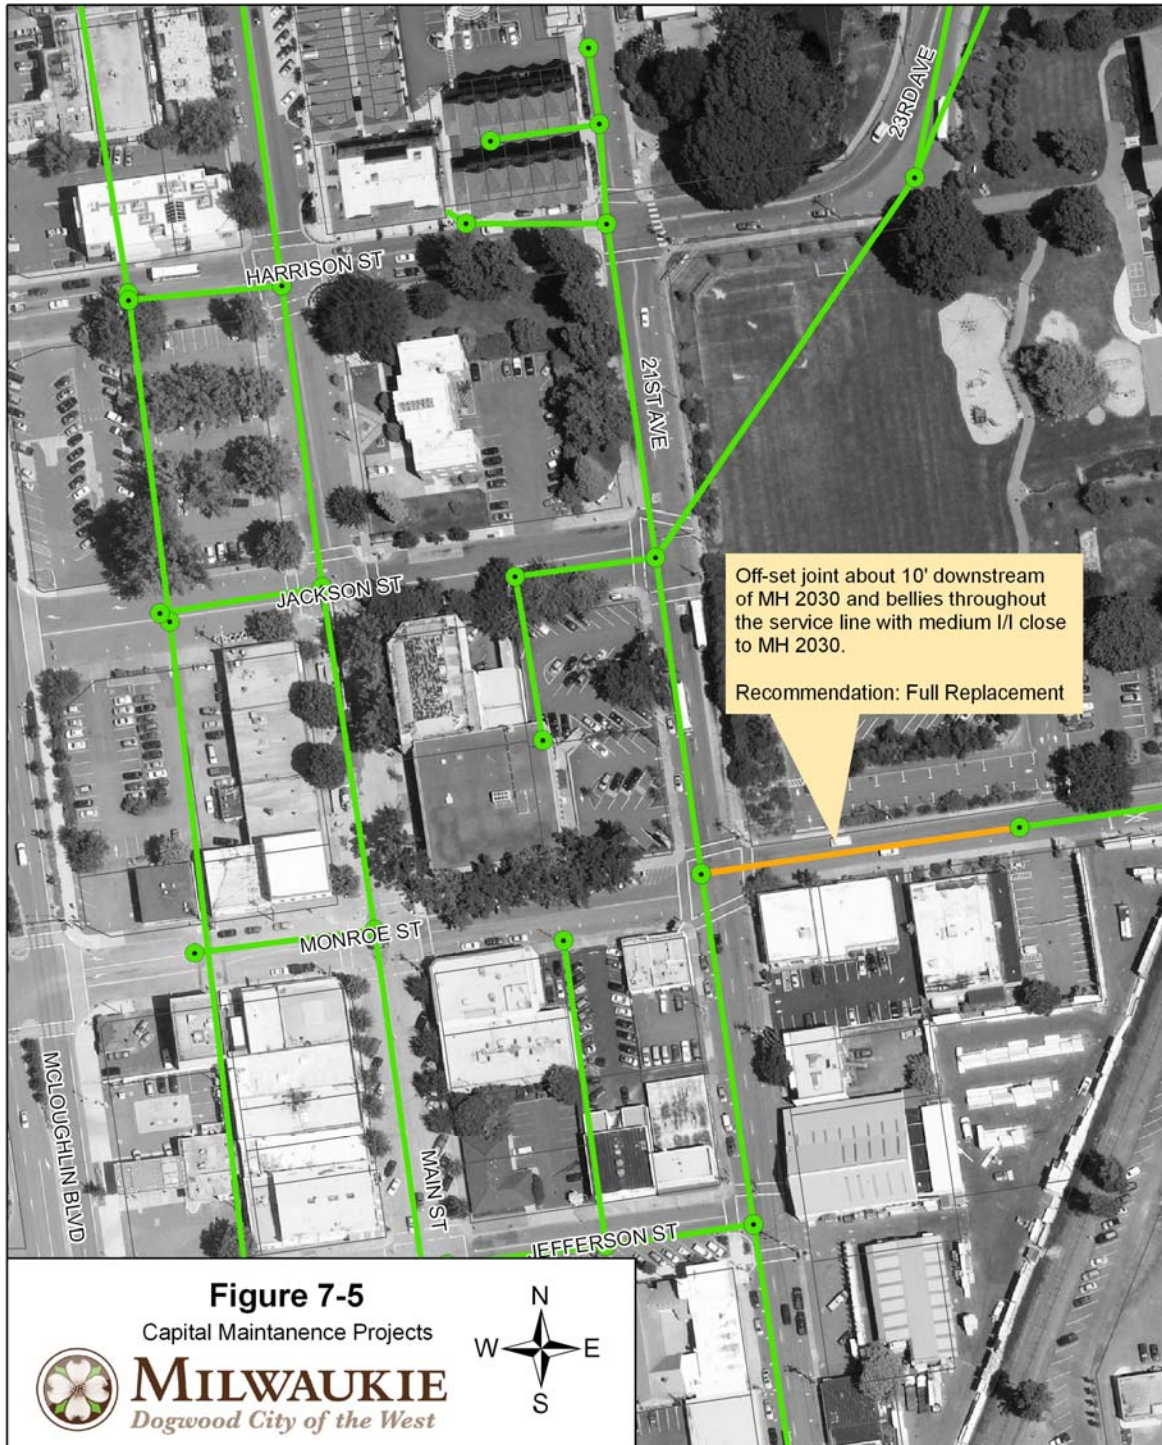 23RD AVE
HARRISON ST
21ST AVE
JACKSON ST
Off-set joint about 10' downstream
of MH 2030 and bellies throughout
the service line with medium I/I close
to MH 2030.
Recommendation: Full Replacement
MONROE ST
MCLOUGHLIN BLVD
MAIN ST
JEFFERSON ST
Figure 7-5
Capital Maintanence Projects
MILWAUKIE
Dogwood City of the West
N
W E
S